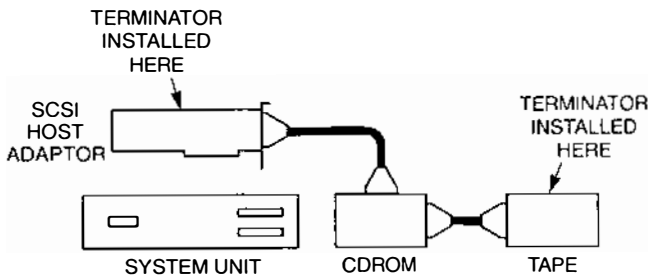 TERMINATOR
INSTALLED
HERE
SCSI
HOST
ADAPTOR
TERMINATOR
INSTALLED
HERE
SYSTEM UNIT
CDROM
TAPE